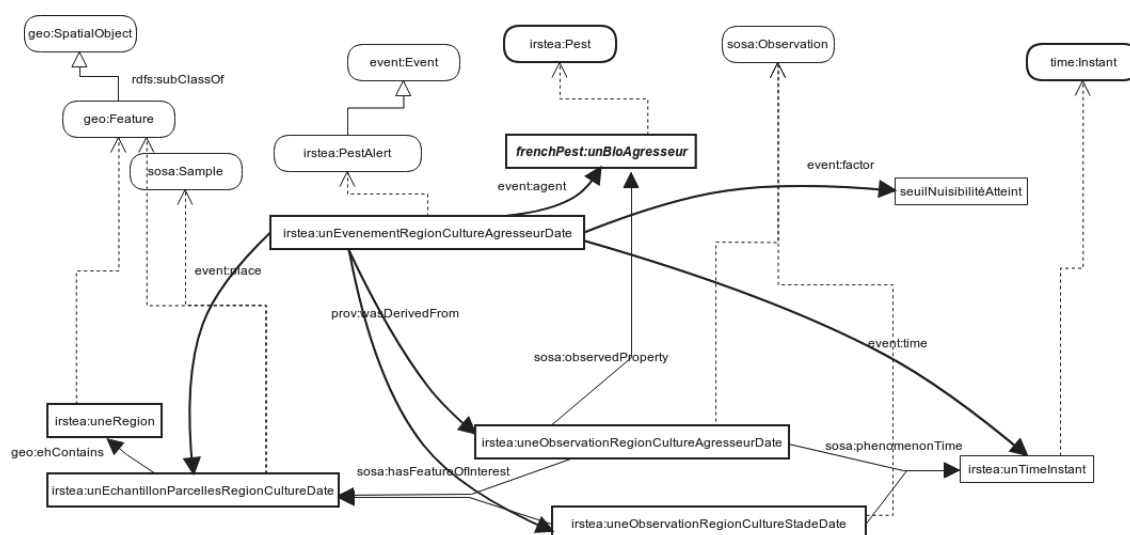 geo:SpatialObject
irstea:Pest
sosa:Observation
event:Event
time:Instant
rdfs:subClassOf
geo:Feature
irstea:PestAlert
frenchPest:unBioAgresseur
sosa:Sample
event:factor
event:agent
seuilNuisibilitéAtteint
irstea:unEvenementRegionCultureAgresseurDate
event:place
prov:wasDerivedFrom
event:time
sosa:observedProperty
irstea:uneRegion
irstea:uneObservationRegionCultureAgresseurDate
sosa:phenomenonTime
geo:ehContains
sosa:hasFeatureOfInterest
irstea:unTimeInstant
irstea:unEchantillonParcellesRegionCultureDate
irstea:uneObservationRegionCultureStadeDate